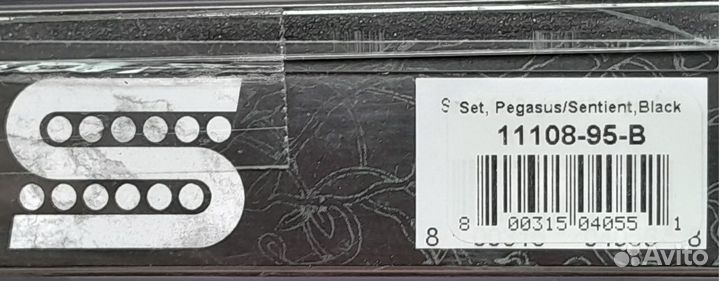 S Set, Pegasus/Sentient,Black
11108-95-B
8 00315 04055 1
Avito